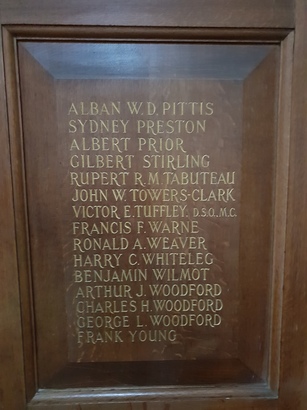 ALBAN W. D. PITTIS
SYDNEY PRESTON
ALBERT PRIOR
GILBERT STIRLING
RUPERT R. M. TABUTEAU
JOHN W. TOWERS-CLARK
VICTOR E. TUFFLEY, D.S.O., M.C.
FRANCIS F. WARNE
RONALD A. WEAVER
HARRY C. WHITELEG
BENJAMIN WILMOT
ARTHUR J. WOODFORD
CHARLES H. WOODFORD
GEORGE L. WOODFORD
FRANK YOUNG